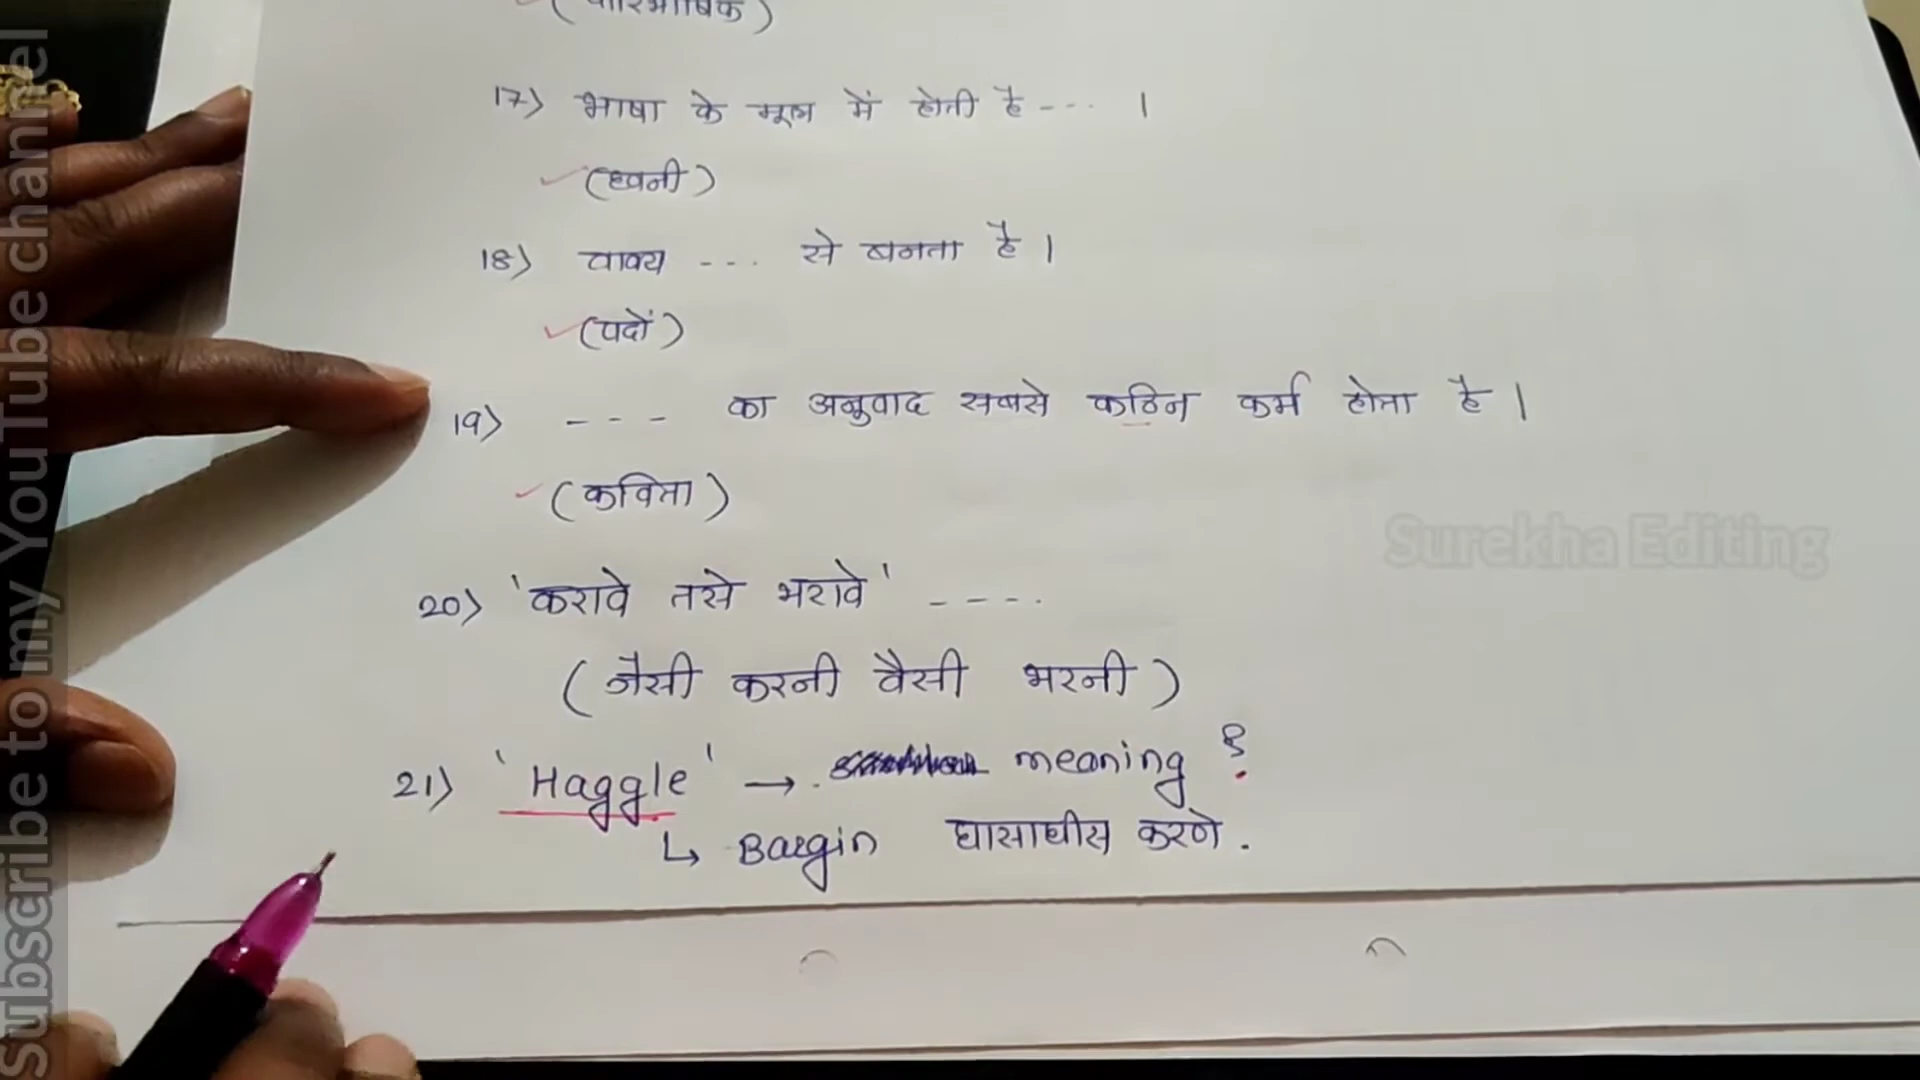 (पारिभाषिक)
17) भाषा के मूल में होती है --- ।
(ध्वनी)
18) वाक्य --- से बनता है ।
(पदों)
19) --- का अनुवाद सबसे कठिन कर्म होता है ।
(कविता)
20) 'करावे तसे भरावे' ----
(जैसी करनी वैसी भरनी)
21) 'Haggle' → meaning ?
↳ Bargin घासाघीस करणे .
Surekha Editing
Subscribe to my YouTube channel